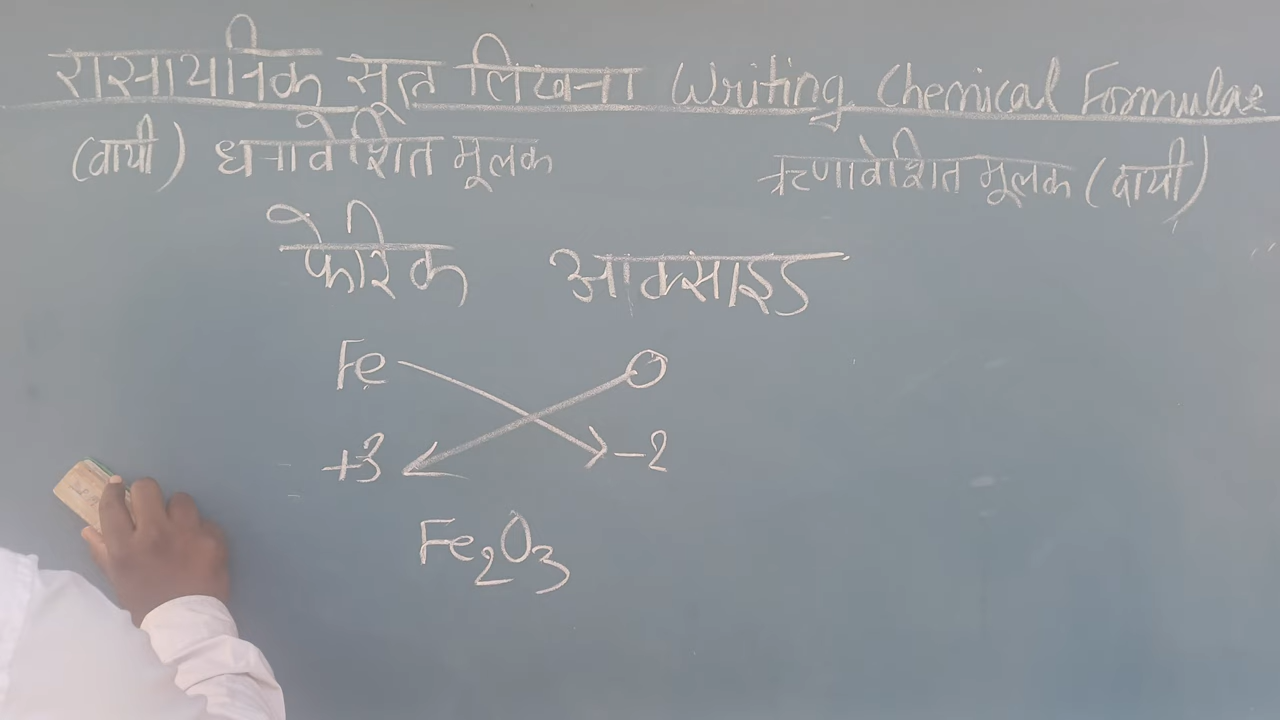 रासायनिक सूत्र लिखना Writing Chemical Formulae
(बायी) धनावेशित मूलक ऋणावेशित मूलक (दायी)
फेरिक आक्साइड
Fe O
+3 -2
Fe₂O₃